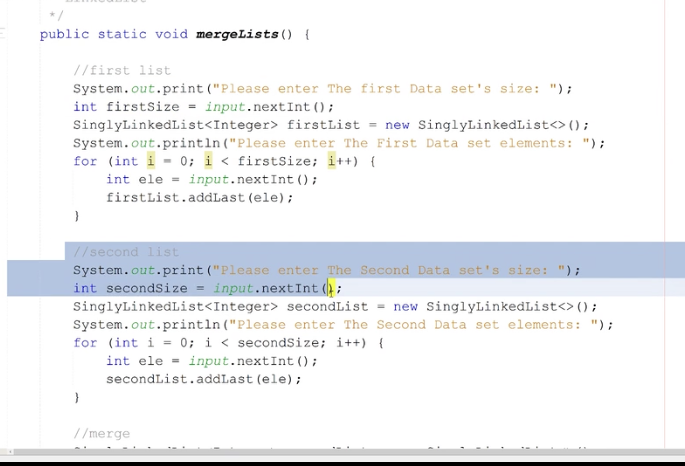 */
public static void mergeLists() {
//first list
System.out.print("Please enter The first Data set's size: ");
int firstSize = input.nextInt();
SinglyLinkedList<Integer> firstList = new SinglyLinkedList<>();
System.out.println("Please enter The First Data set elements: ");
for (int i = 0; i < firstSize; i++) {
int ele = input.nextInt();
firstList.addLast(ele);
}
//second list
System.out.print("Please enter The Second Data set's size: ");
int secondSize = input.nextInt();
SinglyLinkedList<Integer> secondList = new SinglyLinkedList<>();
System.out.println("Please enter The Second Data set elements: ");
for (int i = 0; i < secondSize; i++) {
int ele = input.nextInt();
secondList.addLast(ele);
}
//merge